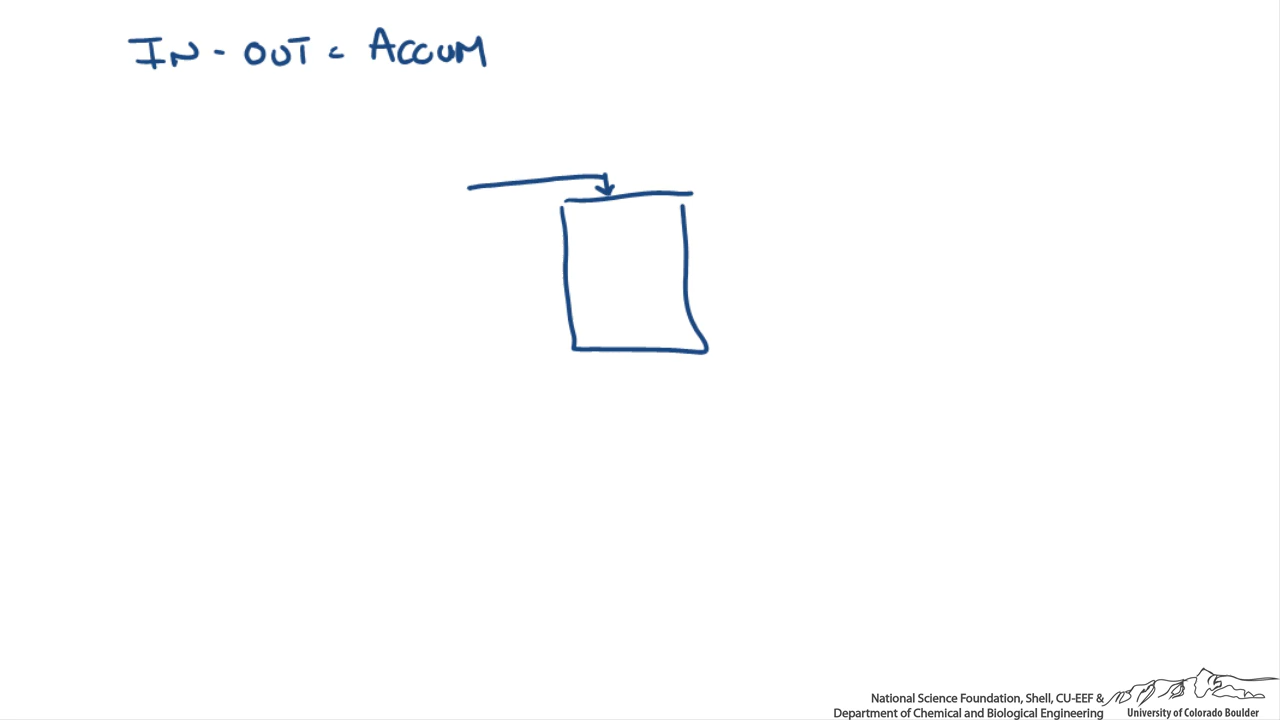 IN - OUT = ACCUM
National Science Foundation, Shell, CU-EEF &
Department of Chemical and Biological Engineering
University of Colorado Boulder